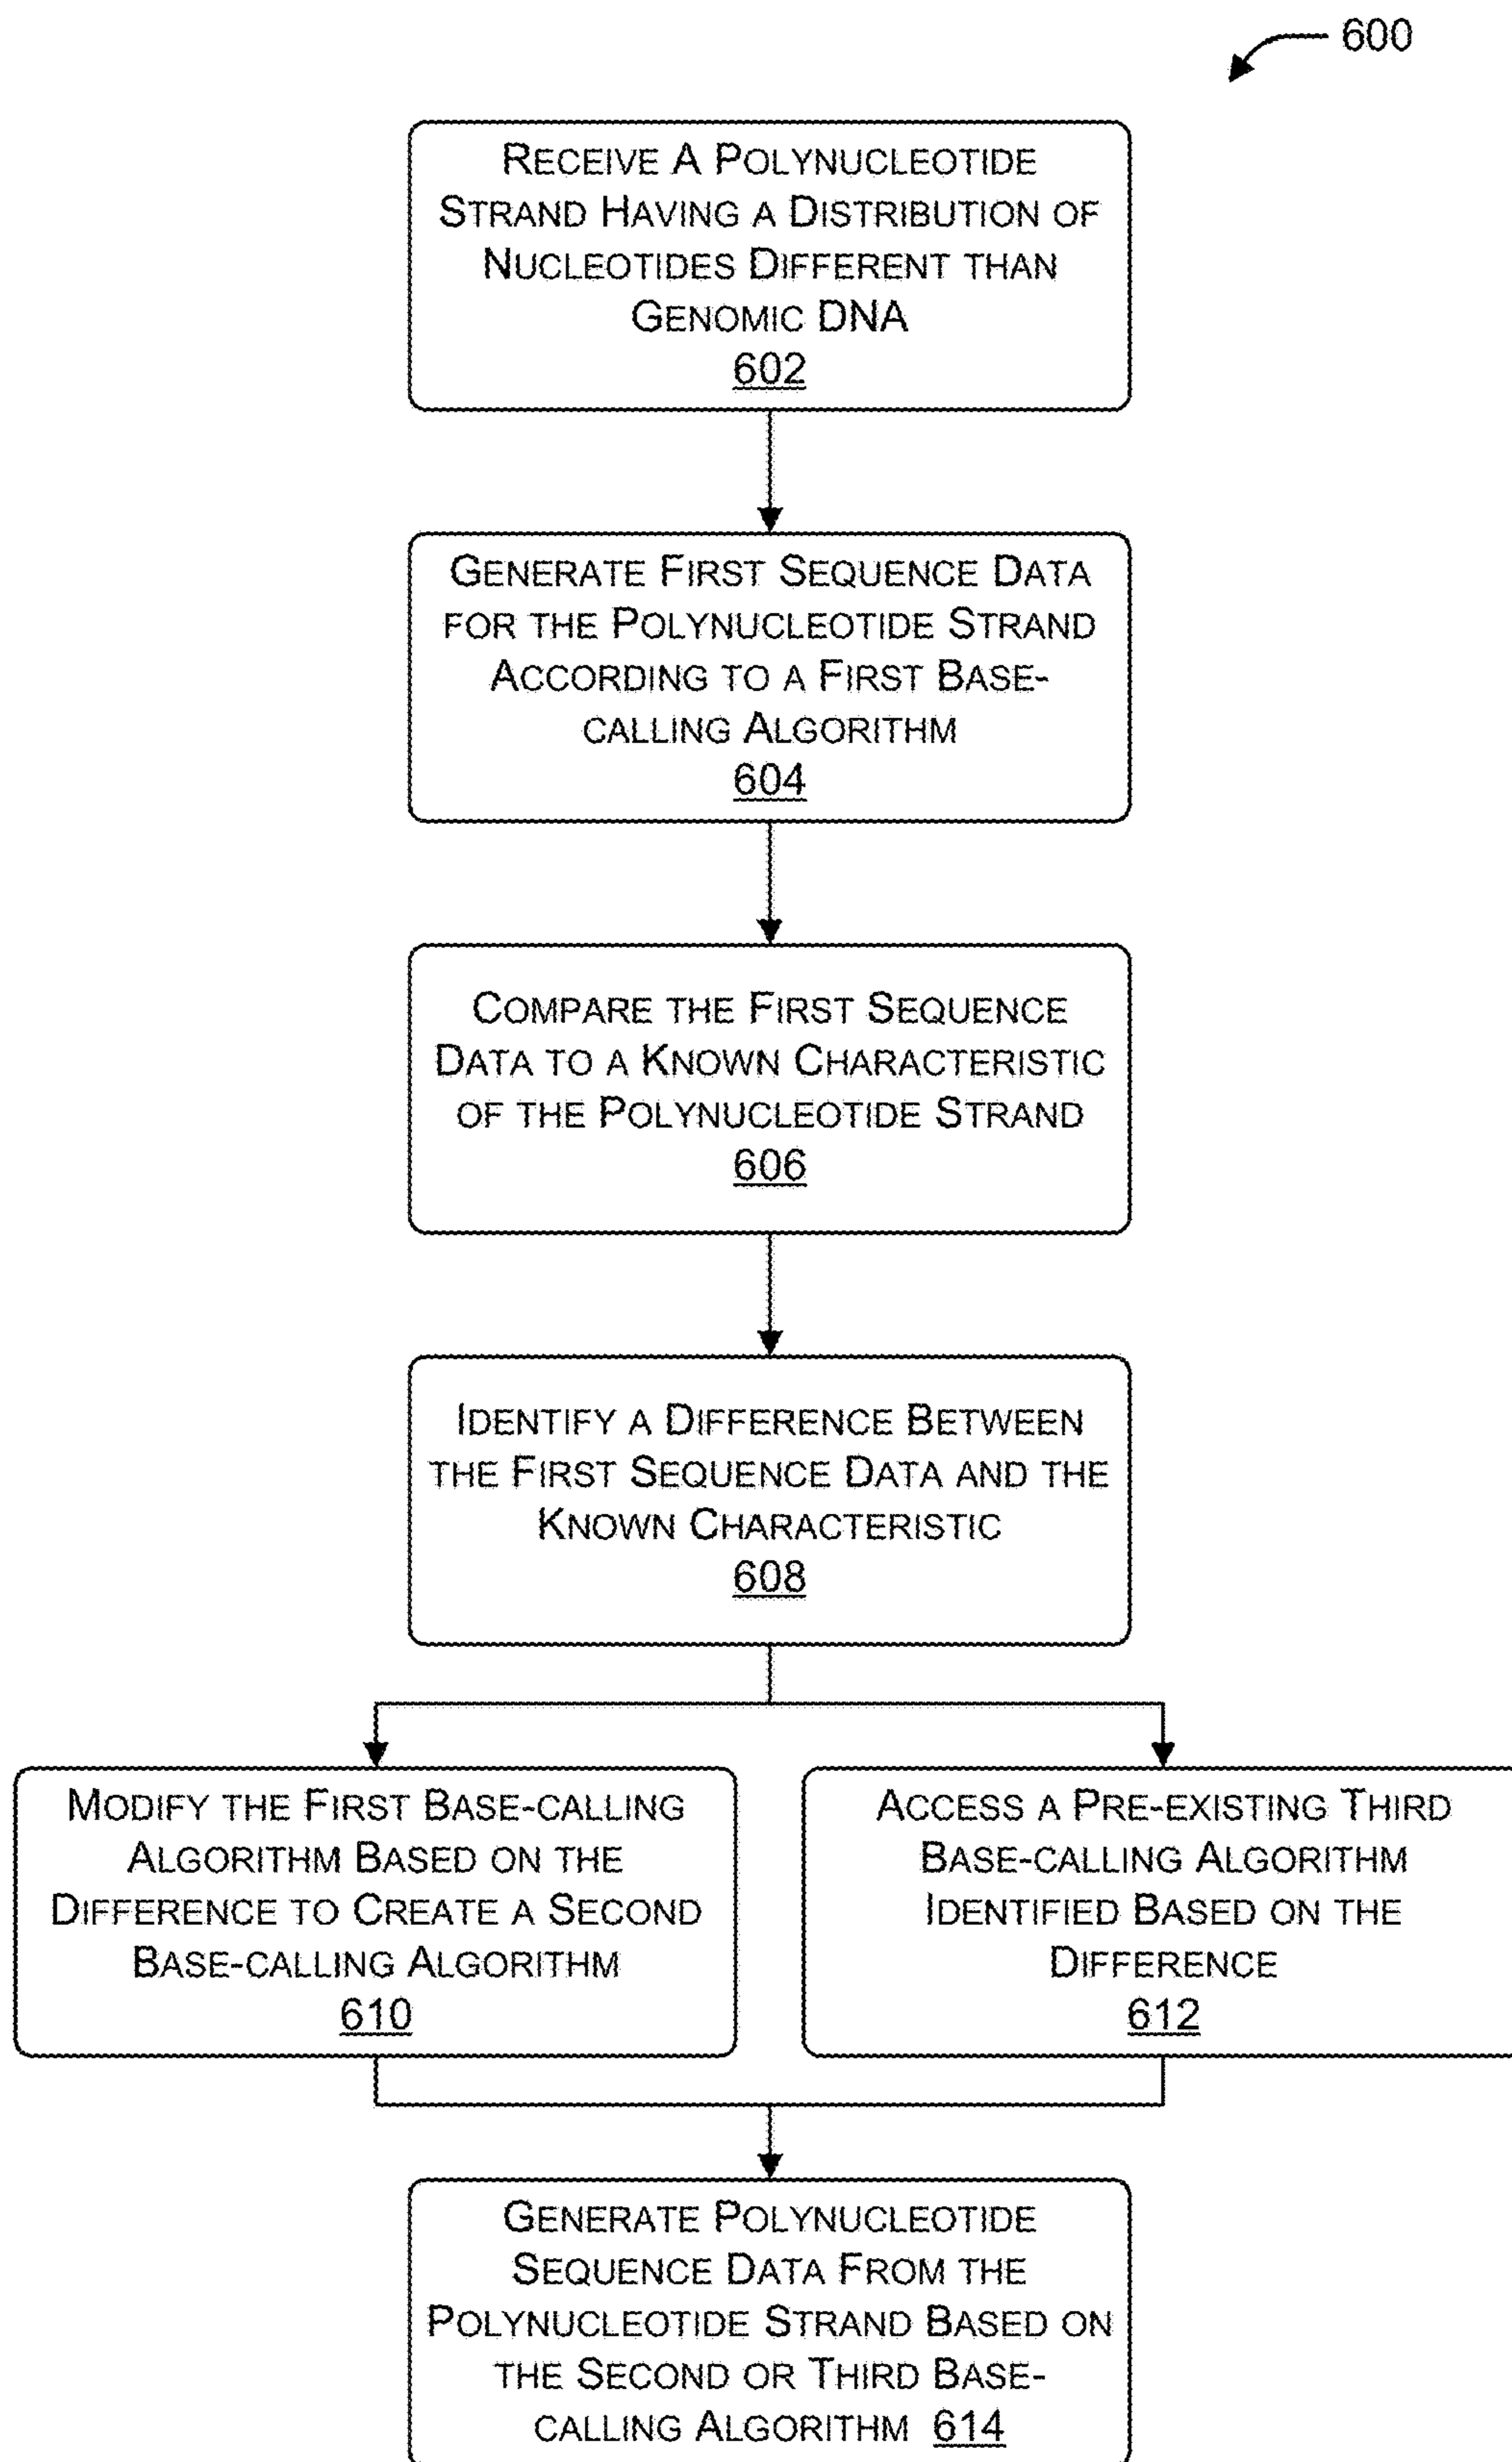 600
RECEIVE A POLYNUCLEOTIDE
STRAND HAVING A DISTRIBUTION OF
NUCLEOTIDES DIFFERENT THAN
GENOMIC DNA
602
GENERATE FIRST SEQUENCE DATA
FOR THE POLYNUCLEOTIDE STRAND
ACCORDING TO A FIRST BASE-
CALLING ALGORITHM
604
COMPARE THE FIRST SEQUENCE
DATA TO A KNOWN CHARACTERISTIC
OF THE POLYNUCLEOTIDE STRAND
606
IDENTIFY A DIFFERENCE BETWEEN
THE FIRST SEQUENCE DATA AND THE
KNOWN CHARACTERISTIC
608
MODIFY THE FIRST BASE-CALLING
ALGORITHM BASED ON THE
DIFFERENCE TO CREATE A SECOND
BASE-CALLING ALGORITHM
610
ACCESS A PRE-EXISTING THIRD
BASE-CALLING ALGORITHM
IDENTIFIED BASED ON THE
DIFFERENCE
612
GENERATE POLYNUCLEOTIDE
SEQUENCE DATA FROM THE
POLYNUCLEOTIDE STRAND BASED ON
THE SECOND OR THIRD BASE-
CALLING ALGORITHM 614